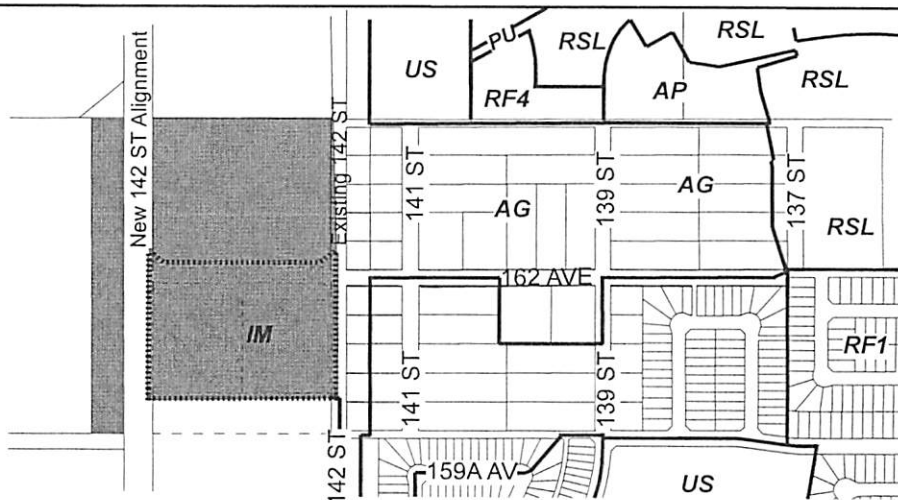 PU
RSL
RSL
US
RF4
AP
RSL
New 142 ST Alignment
Existing 142 ST
141 ST
139 ST
137 ST
AG
AG
RSL
162 AVE
IM
141 ST
139 ST
RF1
142 ST
159A AV
US